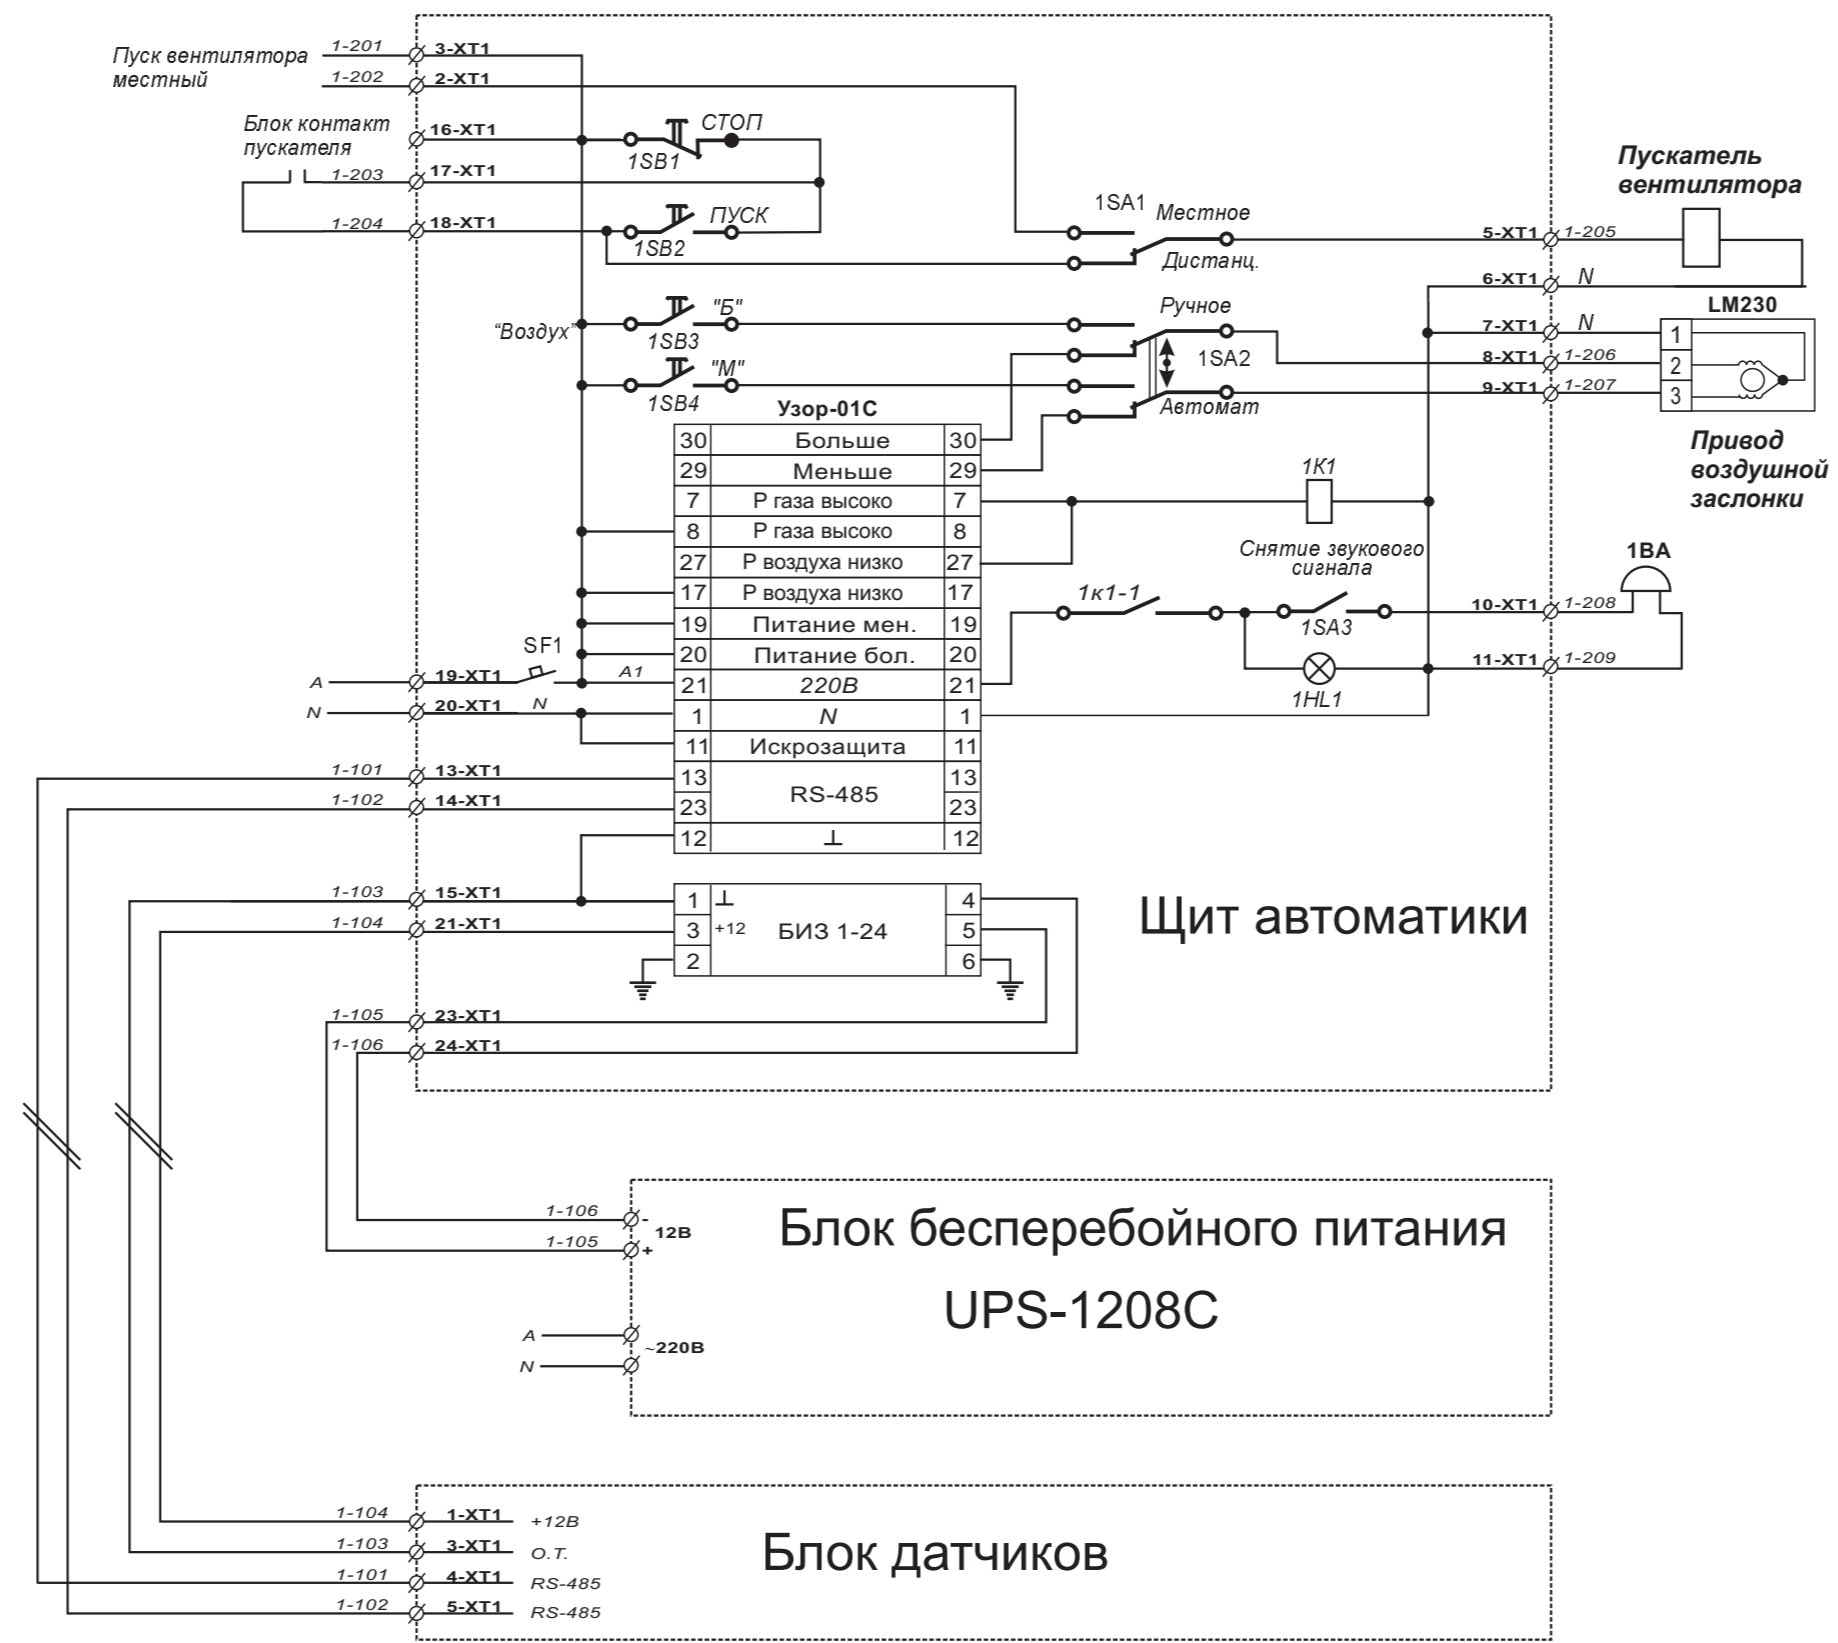 1-201 3-XT1
Пуск вентилятора
местный
1-202 2-XT1
Блок контакт
пускателя
16-XT1
СТОП
1SB1
1-203 17-XT1
1-204 18-XT1
ПУСК
1SB2
1SA1 Местное
Дистанц.
5-XT1 1-205
Пускатель
вентилятора
6-XT1 N
"Воздух"
"Б"
1SB3
"М"
1SB4
Ручное
1SA2
Автомат
7-XT1 N
8-XT1 1-206
9-XT1 1-207
LM230
1
2
3
Привод
воздушной
заслонки
Узор-01С
30 Больше 30
29 Меньше 29
7 Р газа высоко 7
8 Р газа высоко 8
27 Р воздуха низко 27
17 Р воздуха низко 17
19 Питание мен. 19
20 Питание бол. 20
21 220В 21
1 N 1
11 Искрозащита 11
13 RS-485 13
23 23
12 ⊥ 12
1К1
Снятие звукового
сигнала
1ВА
1к1-1
1SA3
10-XT1 1-208
1HL1
11-XT1 1-209
SF1
A 19-XT1 A1
N 20-XT1 N
1-101 13-XT1
1-102 14-XT1
1-103 15-XT1
1-104 21-XT1
1 ⊥ 4
3 +12 БИЗ 1-24 5
2 6
Щит автоматики
1-105 23-XT1
1-106 24-XT1
1-106 -
12В
1-105 +
Блок бесперебойного питания
UPS-1208C
A
~220В
N
1-104 1-XT1 +12В
1-103 3-XT1 О.Т.
1-101 4-XT1 RS-485
1-102 5-XT1 RS-485
Блок датчиков